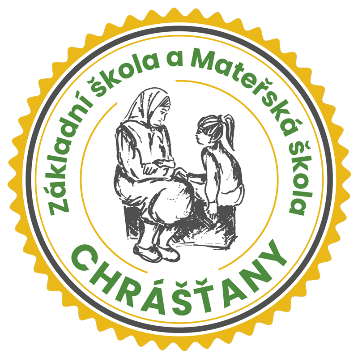 Základní škola a Mateřská škola
CHRÁŠŤANY